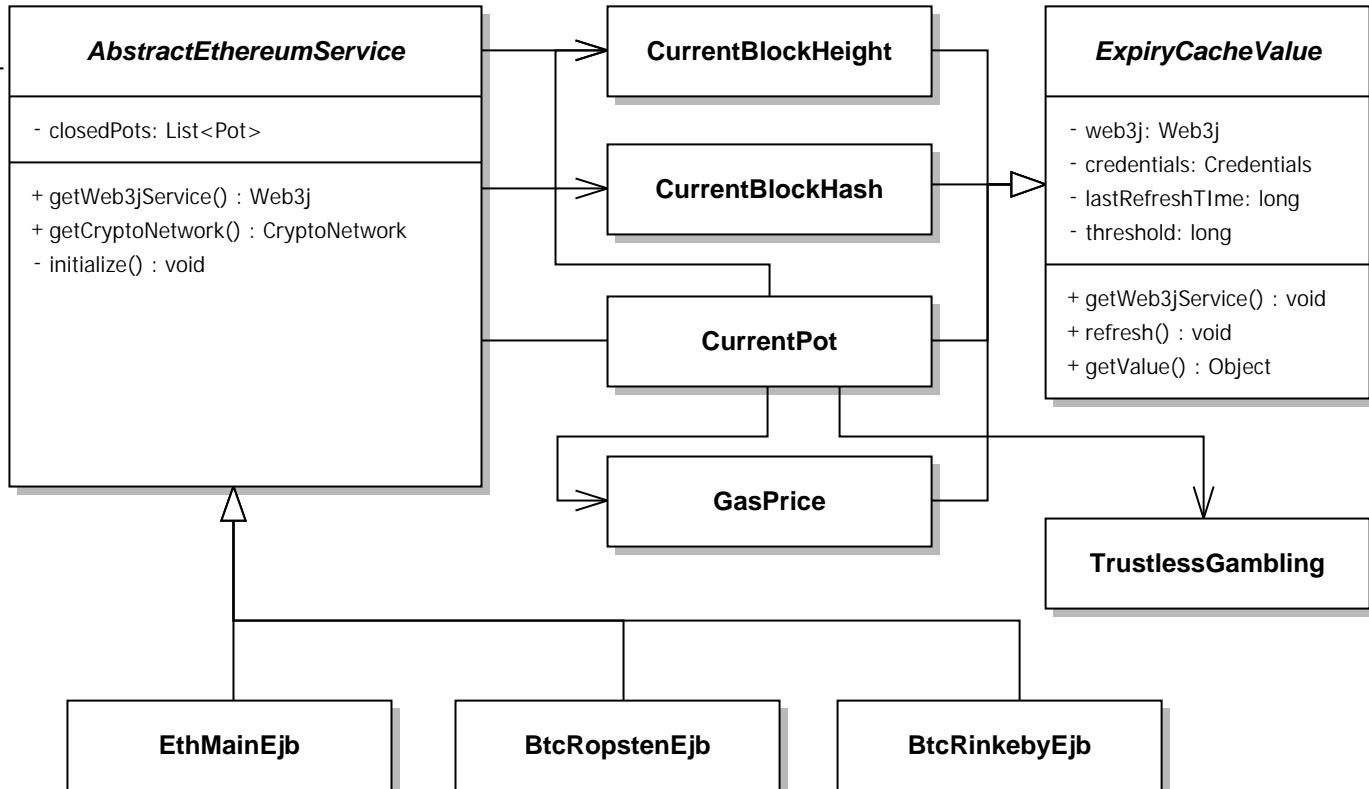 AbstractEthereumService
- closedPots: List<Pot>
+ getWeb3jService() : Web3j
+ getCryptoNetwork() : CryptoNetwork
- initialize() : void
CurrentBlockHeight
CurrentBlockHash
CurrentPot
GasPrice
ExpiryCacheValue
- web3j: Web3j
- credentials: Credentials
- lastRefreshTIme: long
- threshold: long
+ getWeb3jService() : void
+ refresh() : void
+ getValue() : Object
TrustlessGambling
EthMainEjb
BtcRopstenEjb
BtcRinkebyEjb